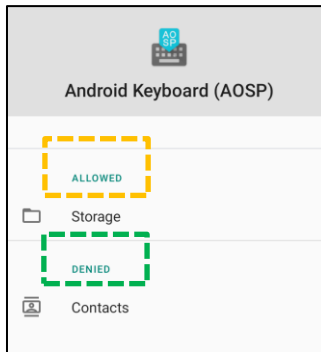 AO
SP
Android Keyboard (AOSP)
ALLOWED
Storage
DENIED
Contacts